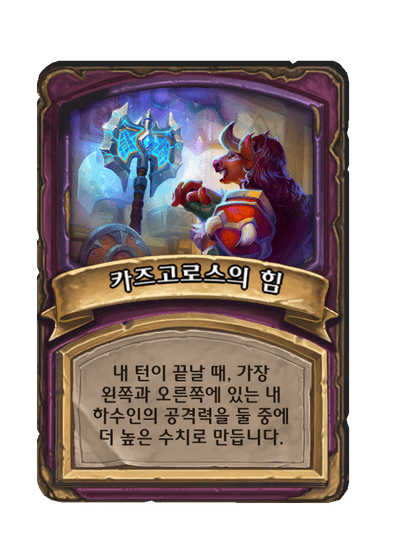 카즈고로스의 힘
내 턴이 끝날 때, 가장
왼쪽과 오른쪽에 있는 내
하수인의 공격력을 둘 중에
더 높은 수치로 만듭니다.